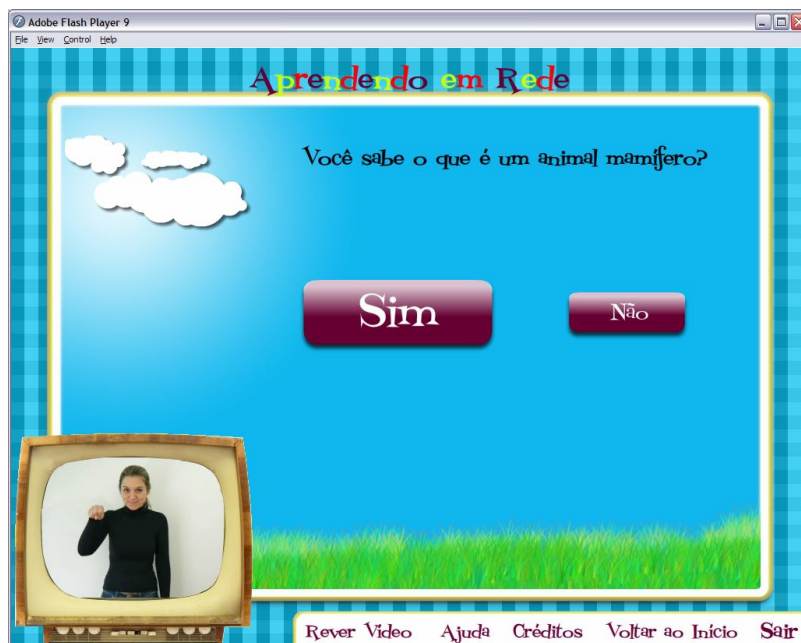 Adobe Flash Player 9
File View Control Help
Aprendendo em Rede
Você sabe o que é um animal mamífero?
Sim
Não
Rever Vídeo Ajuda Créditos Voltar ao Início Sair